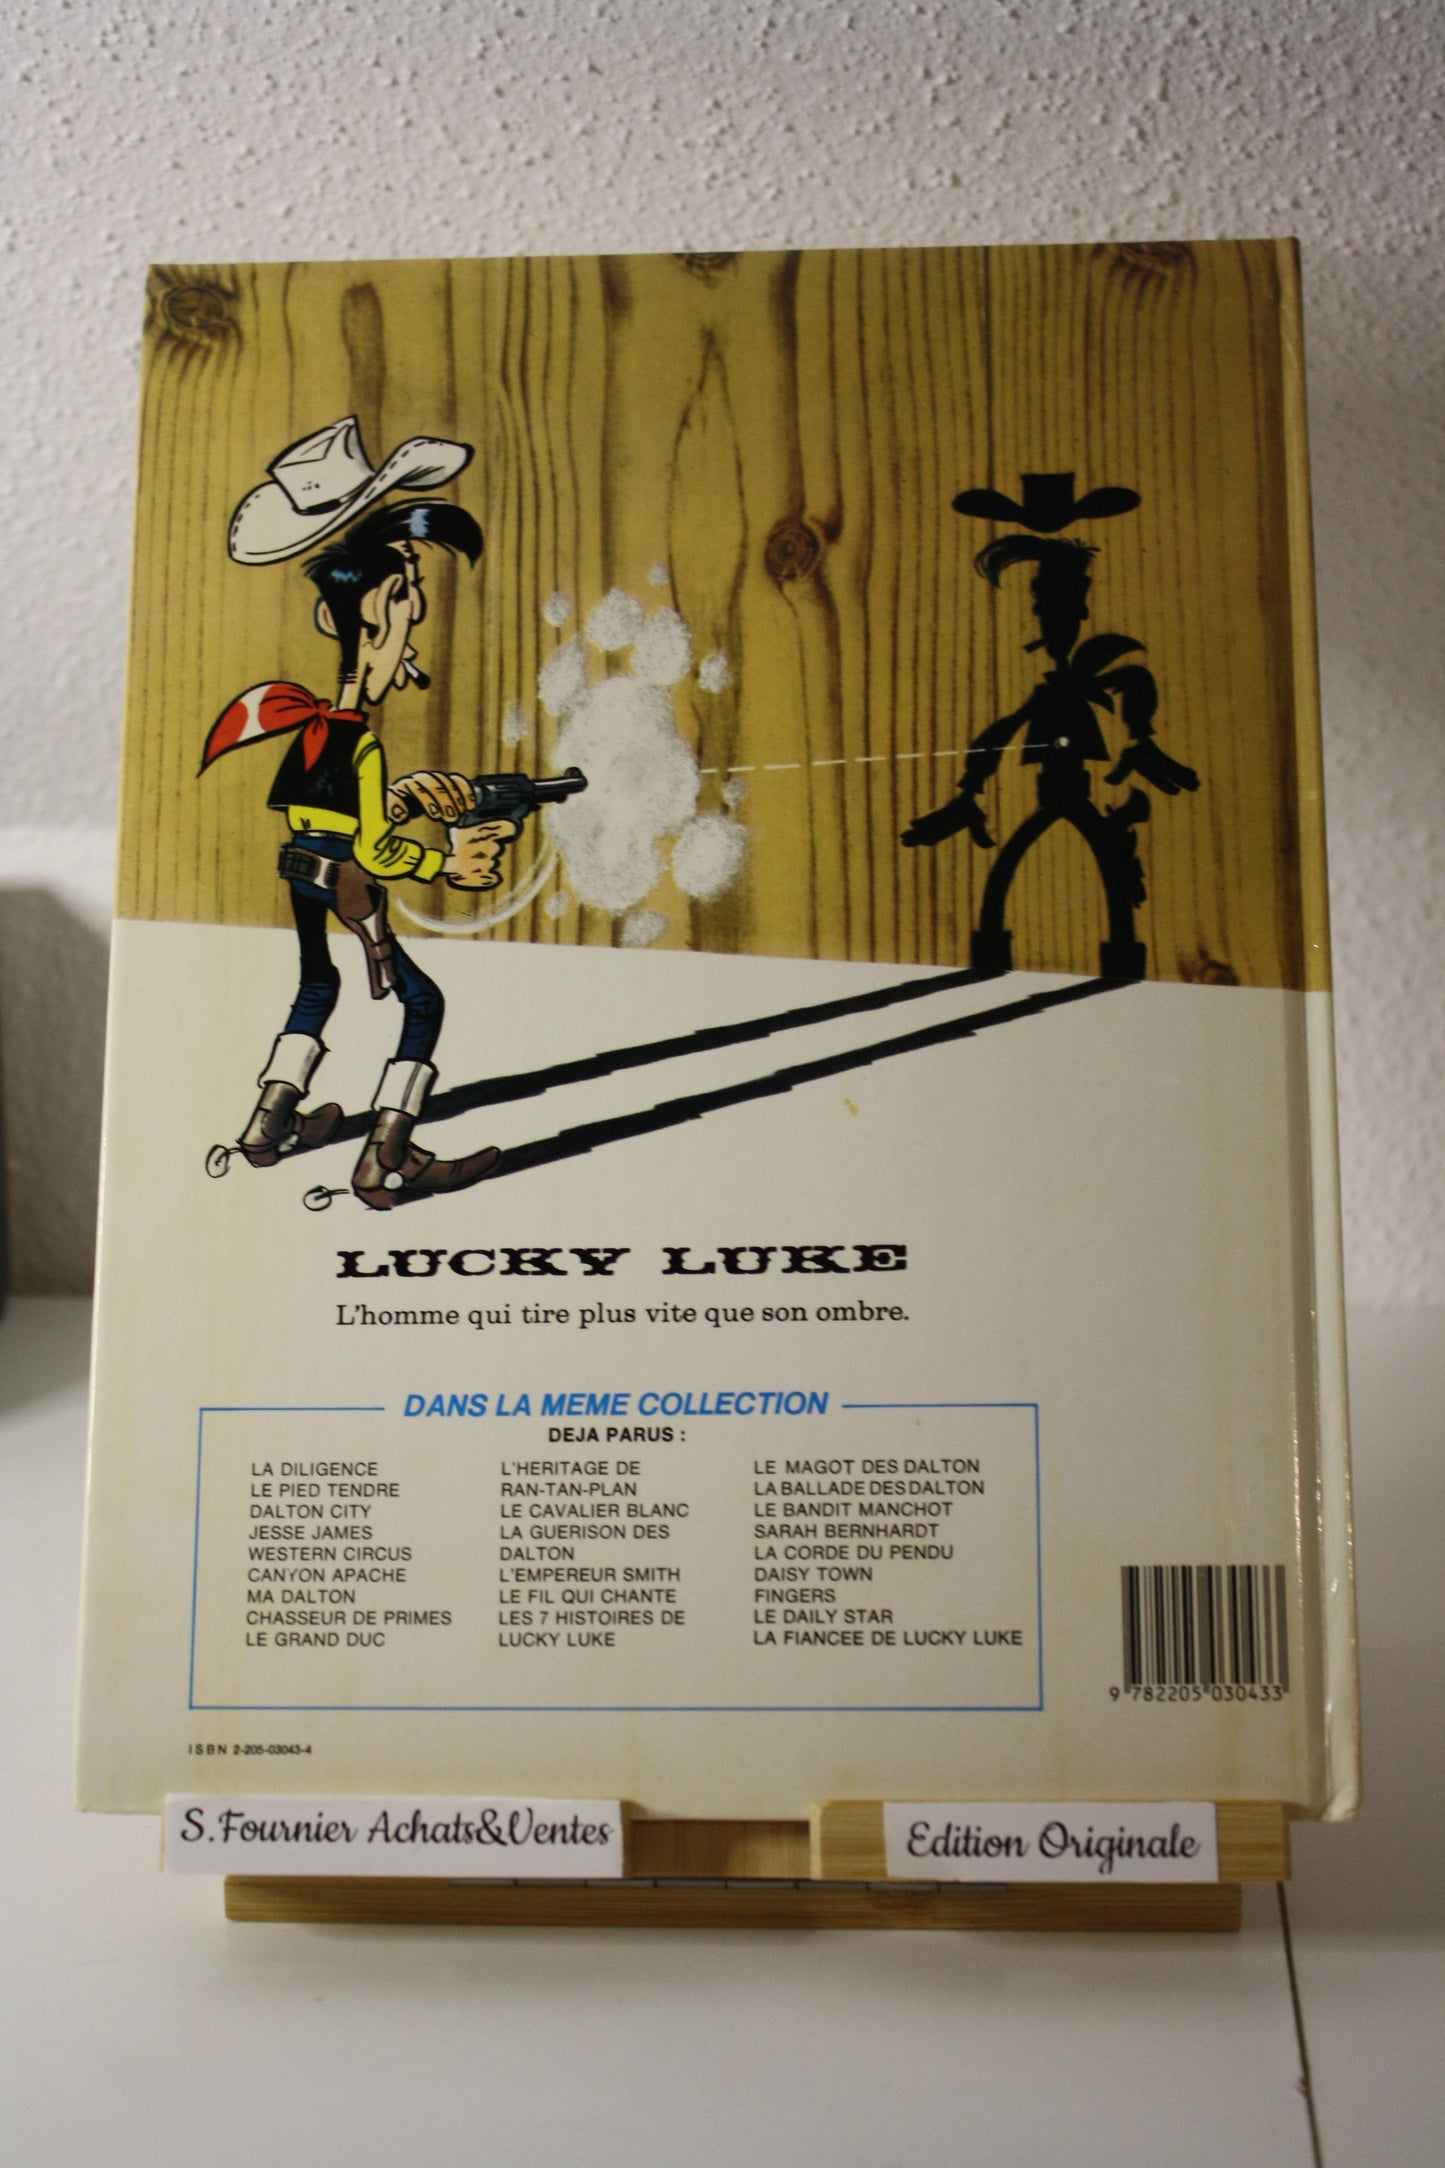 LUCKY LUKE
L'homme qui tire plus vite que son ombre.
DANS LA MEME COLLECTION
DEJA PARUS :
LA DILIGENCE
LE PIED TENDRE
DALTON CITY
JESSE JAMES
WESTERN CIRCUS
CANYON APACHE
MA DALTON
CHASSEUR DE PRIMES
LE GRAND DUC
L'HERITAGE DE
RAN-TAN-PLAN
LE CAVALIER BLANC
LA GUERISON DES
DALTON
L'EMPEREUR SMITH
LE FIL QUI CHANTE
LES 7 HISTOIRES DE
LUCKY LUKE
LE MAGOT DES DALTON
LA BALLADE DES DALTON
LE BANDIT MANCHOT
SARAH BERNHARDT
LA CORDE DU PENDU
DAISY TOWN
FINGERS
LE DAILY STAR
LA FIANCEE DE LUCKY LUKE
9 782205 030433
ISBN 2-205-03043-4
S.Fournier Achats&Ventes
Edition Originale